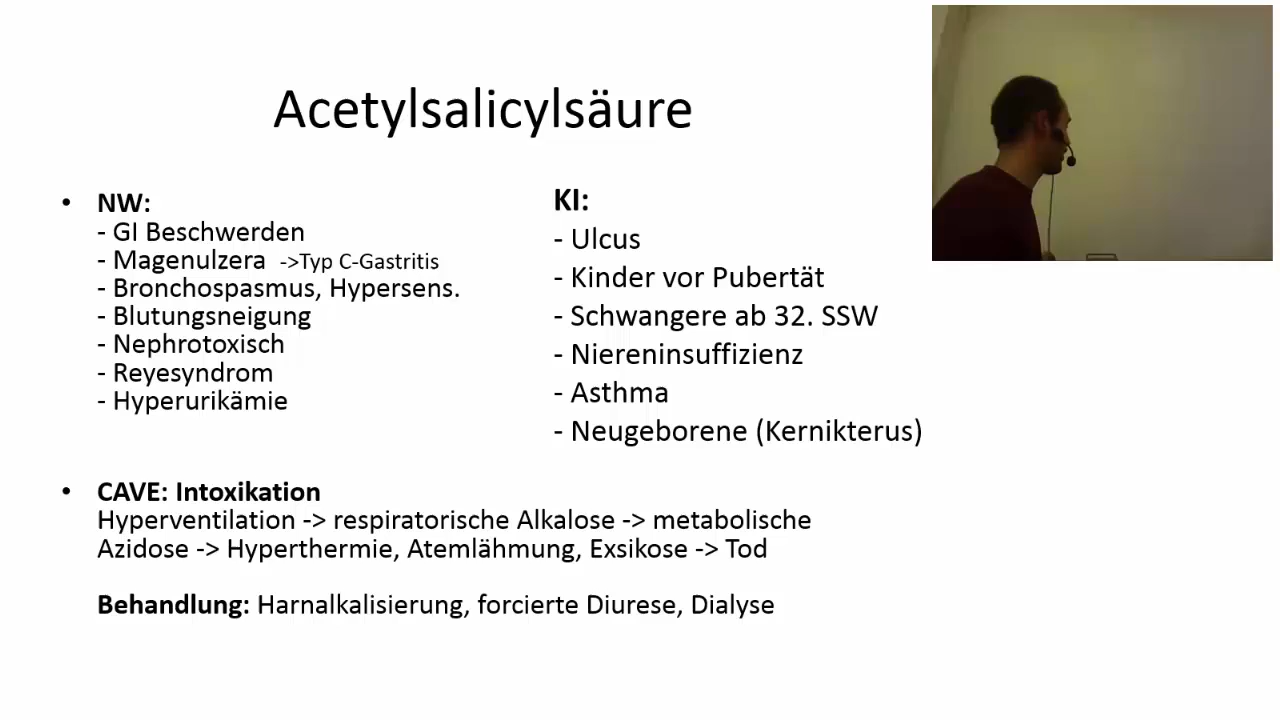 Acetylsalicylsäure
• NW:
- GI Beschwerden
- Magenulzera ->Typ C-Gastritis
- Bronchospasmus, Hypersens.
- Blutungsneigung
- Nephrotoxisch
- Reyesyndrom
- Hyperurikämie
KI:
- Ulcus
- Kinder vor Pubertät
- Schwangere ab 32. SSW
- Niereninsuffizienz
- Asthma
- Neugeborene (Kernikterus)
• CAVE: Intoxikation
Hyperventilation -> respiratorische Alkalose -> metabolische
Azidose -> Hyperthermie, Atemlähmung, Exsikose -> Tod
Behandlung: Harnalkalisierung, forcierte Diurese, Dialyse